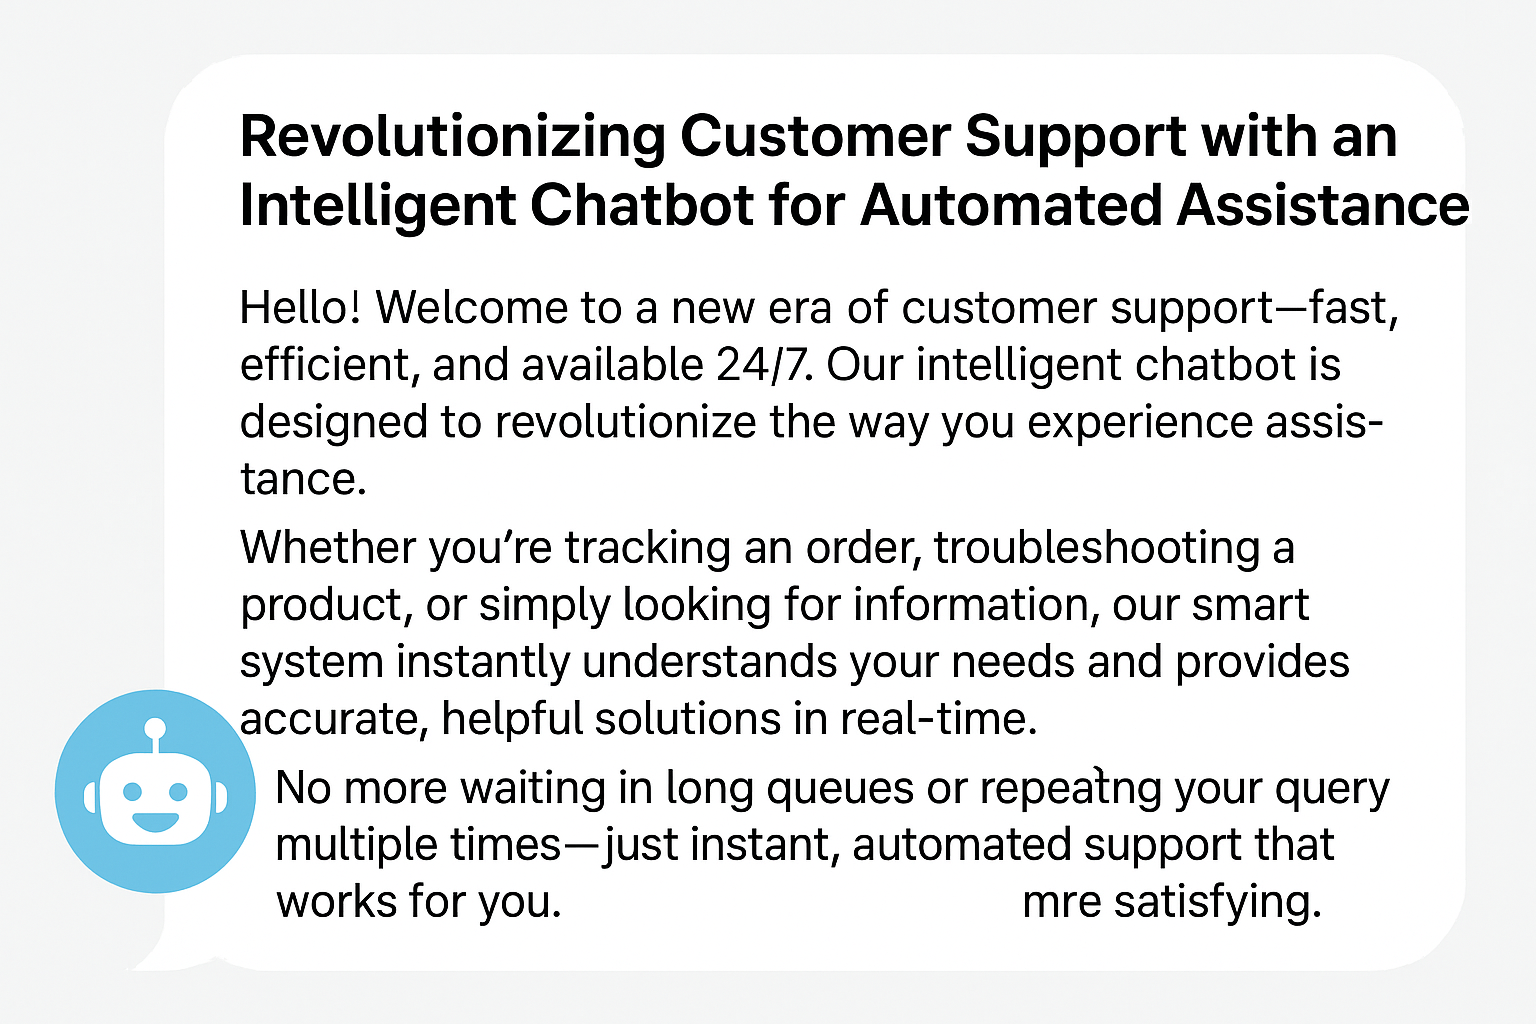 Revolutionizing Customer Support with an
Intelligent Chatbot for Automated Assistance
Hello! Welcome to a new era of customer support—fast,
efficient, and available 24/7. Our intelligent chatbot is
designed to revolutionize the way you experience assis-
tance.
Whether you’re tracking an order, troubleshooting a
product, or simply looking for information, our smart
system instantly understands your needs and provides
accurate, helpful solutions in real-time.
No more waiting in long queues or your query
multiple times—just instant, automated support that
works for you. mre satisfying.